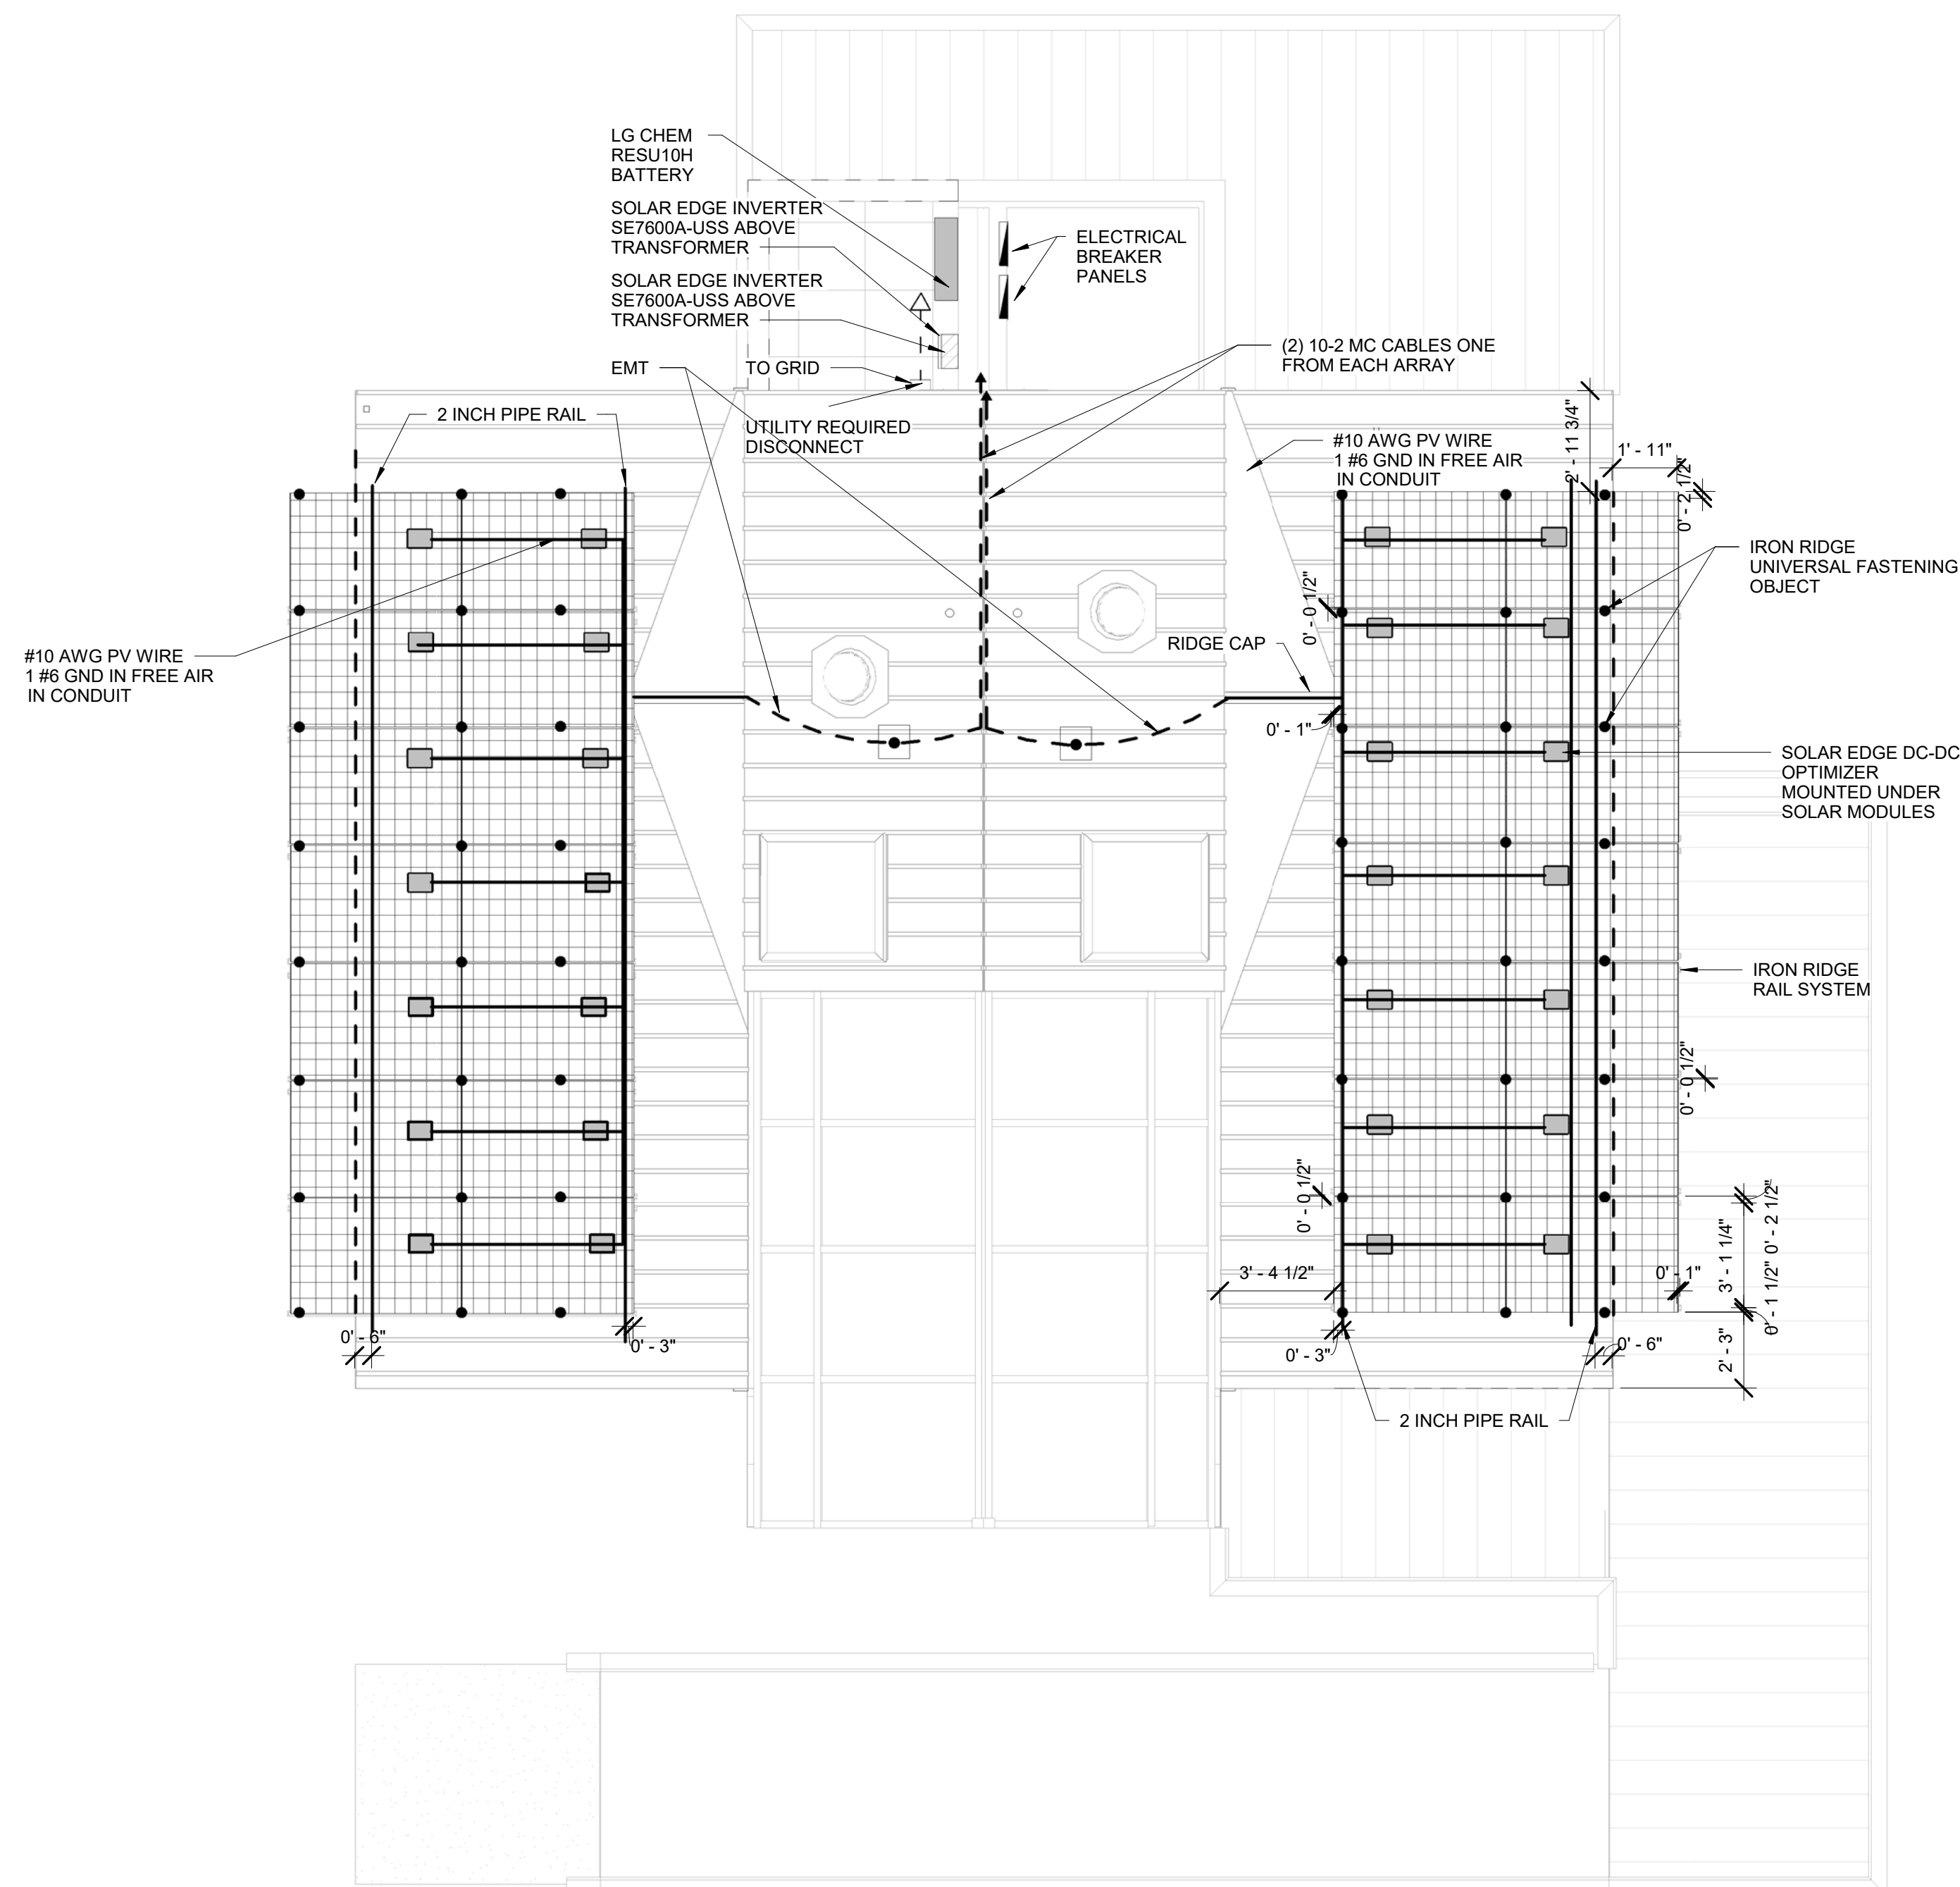 LG CHEM
RESU10H
BATTERY
SOLAR EDGE INVERTER
SE7600A-USS ABOVE
TRANSFORMER
ELECTRICAL
BREAKER
PANELS
SOLAR EDGE INVERTER
SE7600A-USS ABOVE
TRANSFORMER
(2) 10-2 MC CABLES ONE
FROM EACH ARRAY
EMT
TO GRID
2 INCH PIPE RAIL
UTILITY REQUIRED
DISCONNECT
#10 AWG PV WIRE
1 #6 GND IN FREE AIR
IN CONDUIT
2' - 11 3/4"
1' - 11"
0' - 2 1/2"
IRON RIDGE
UNIVERSAL FASTENING
OBJECT
0' - 0 1/2"
RIDGE CAP
#10 AWG PV WIRE
1 #6 GND IN FREE AIR
IN CONDUIT
0' - 1"
SOLAR EDGE DC-DC
OPTIMIZER
MOUNTED UNDER
SOLAR MODULES
IRON RIDGE
RAIL SYSTEM
0' - 0 1/2"
0' - 0 1/2"
3' - 4 1/2"
0' - 1"
3' - 1 1/4"
0' - 1 1/2" 0' - 2 1/2"
0' - 6"
0' - 3"
0' - 3"
0' - 6"
2' - 3"
2 INCH PIPE RAIL